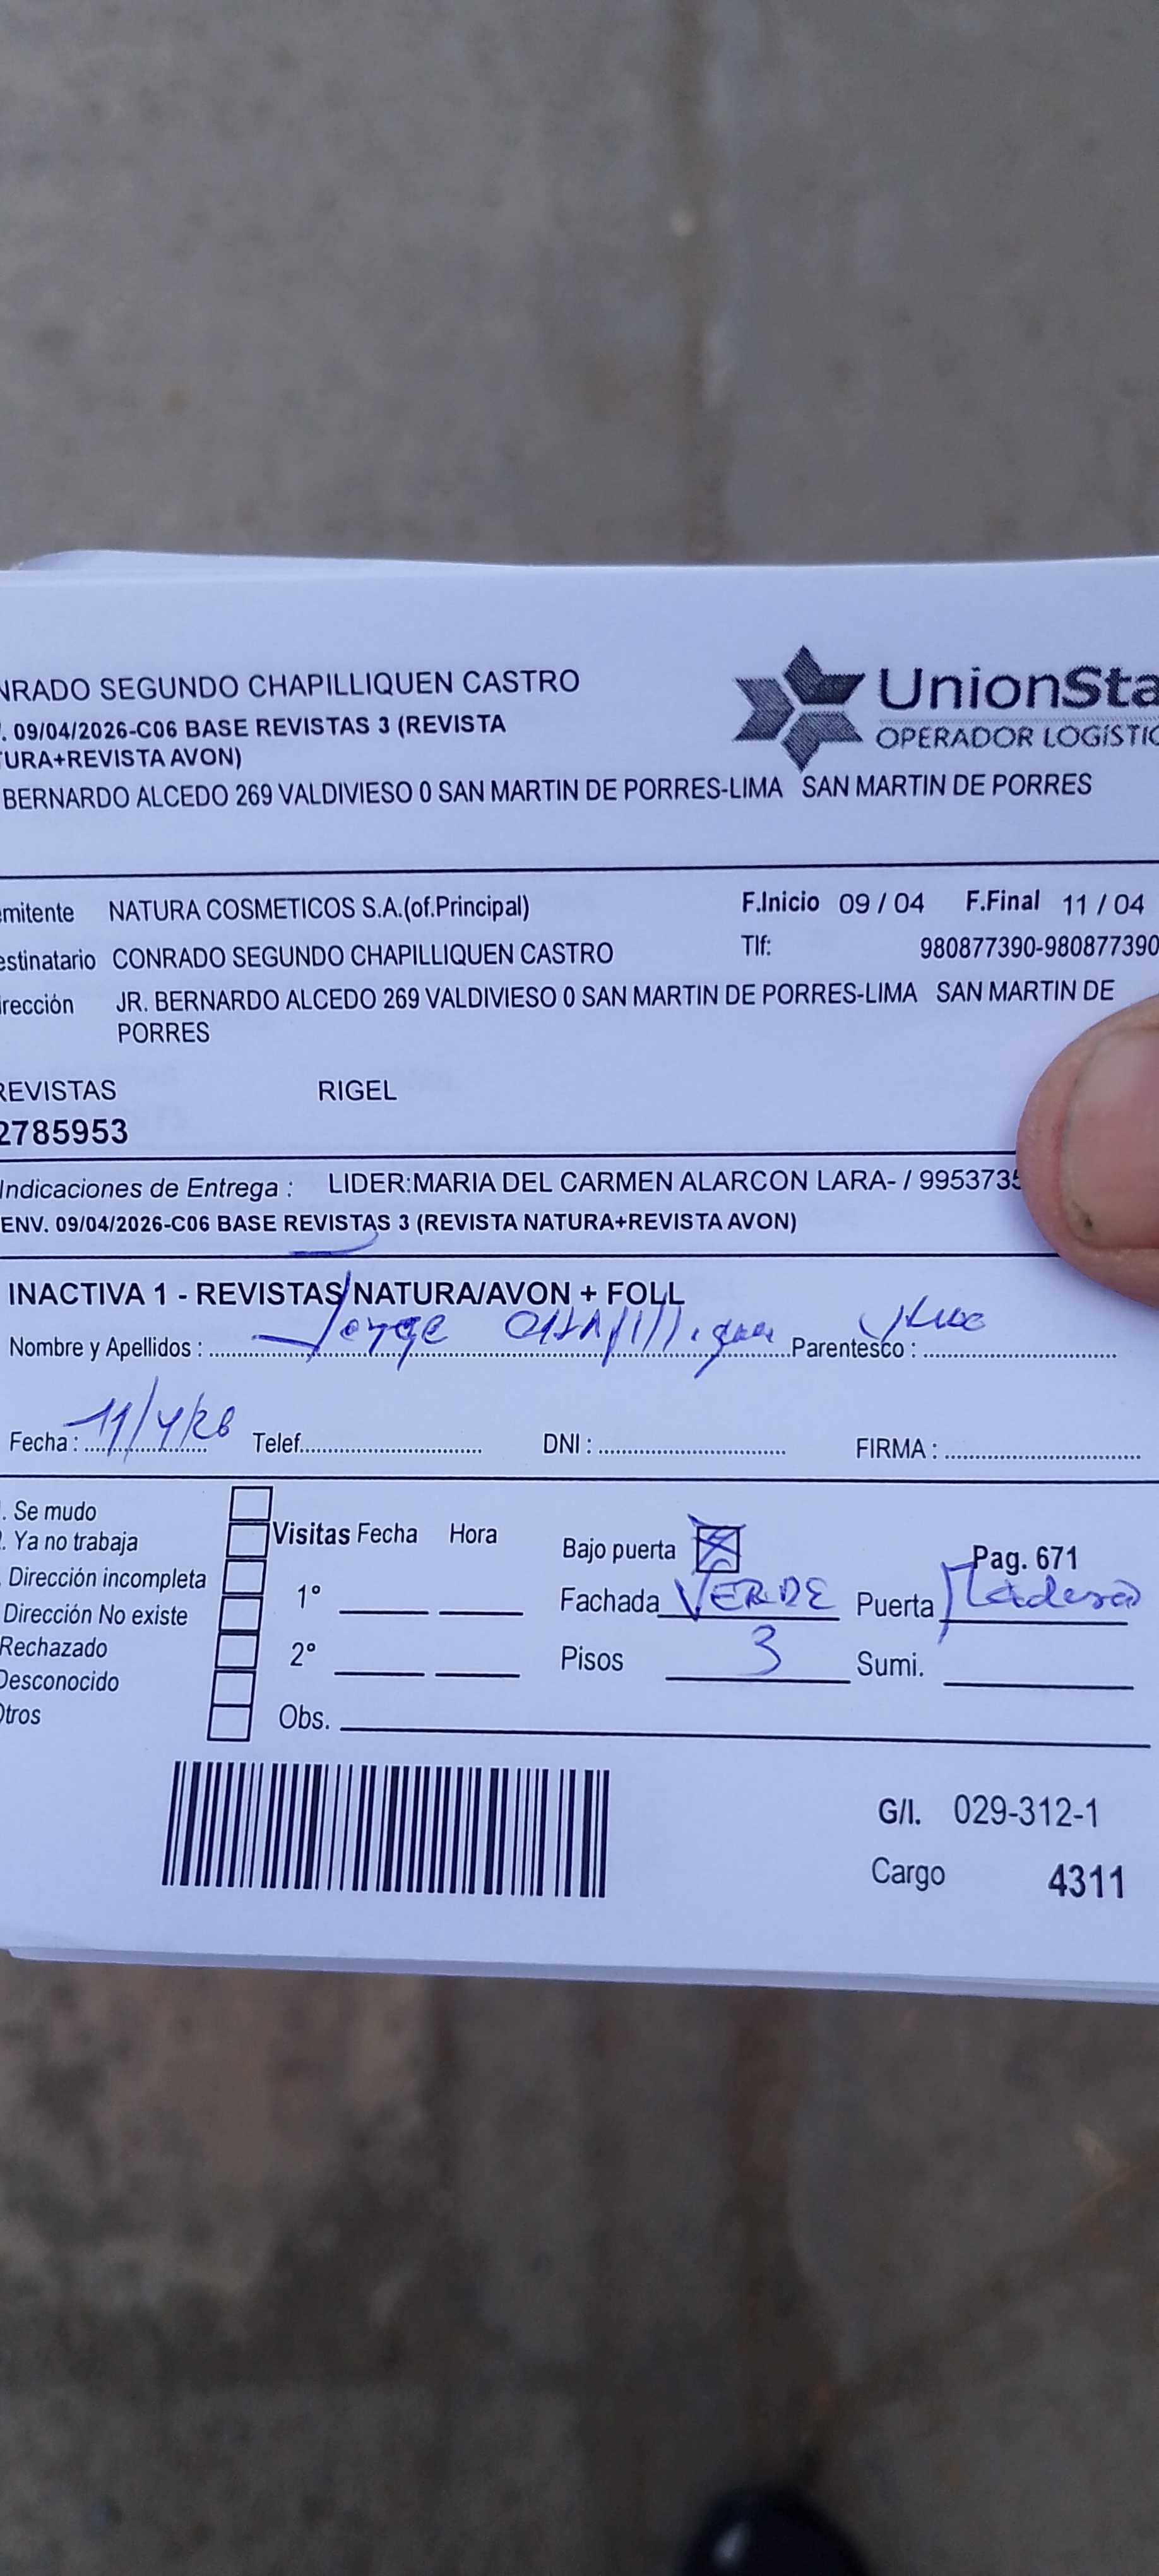 NRADO SEGUNDO CHAPILLIQUEN CASTRO
. 09/04/2026-C06 BASE REVISTAS 3 (REVISTA
TURA+REVISTA AVON)
BERNARDO ALCEDO 269 VALDIVIESO 0 SAN MARTIN DE PORRES-LIMA SAN MARTIN DE PORRES
UnionSta
OPERADOR LOGÍSTIC
emitente NATURA COSMETICOS S.A.(of.Principal) F.Inicio 09 / 04 F.Final 11 / 04
estinatario CONRADO SEGUNDO CHAPILLIQUEN CASTRO Tlf: 980877390-980877390
irección JR. BERNARDO ALCEDO 269 VALDIVIESO 0 SAN MARTIN DE PORRES-LIMA SAN MARTIN DE
PORRES
REVISTAS RIGEL
2785953
Indicaciones de Entrega : LIDER:MARIA DEL CARMEN ALARCON LARA- / 995373
ENV. 09/04/2026-C06 BASE REVISTAS 3 (REVISTA NATURA+REVISTA AVON)
INACTIVA 1 - REVISTAS NATURA/AVON + FOLL
Nombre y Apellidos : Jorge Parentesco :
Fecha : 11/4/26 Telef. DNI : FIRMA :
. Se mudo
. Ya no trabaja
Dirección incompleta
Dirección No existe
Rechazado
Desconocido
Otros
Visitas Fecha Hora
1º
2º
Obs.
Bajo puerta Pag. 671
Fachada VERDE Puerta Madera
Pisos 3 Sumi.
G/I. 029-312-1
Cargo 4311